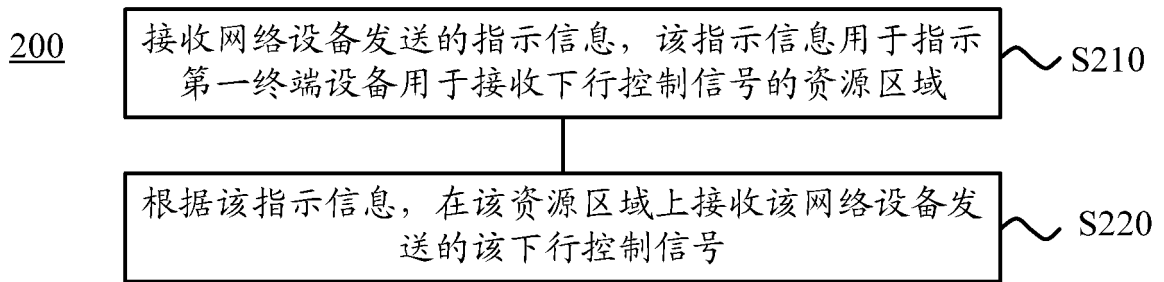 200
接收网络设备发送的指示信息，该指示信息用于指示
第一终端设备用于接收下行控制信号的资源区域
S210
根据该指示信息，在该资源区域上接收该网络设备发
送的该下行控制信号
S220